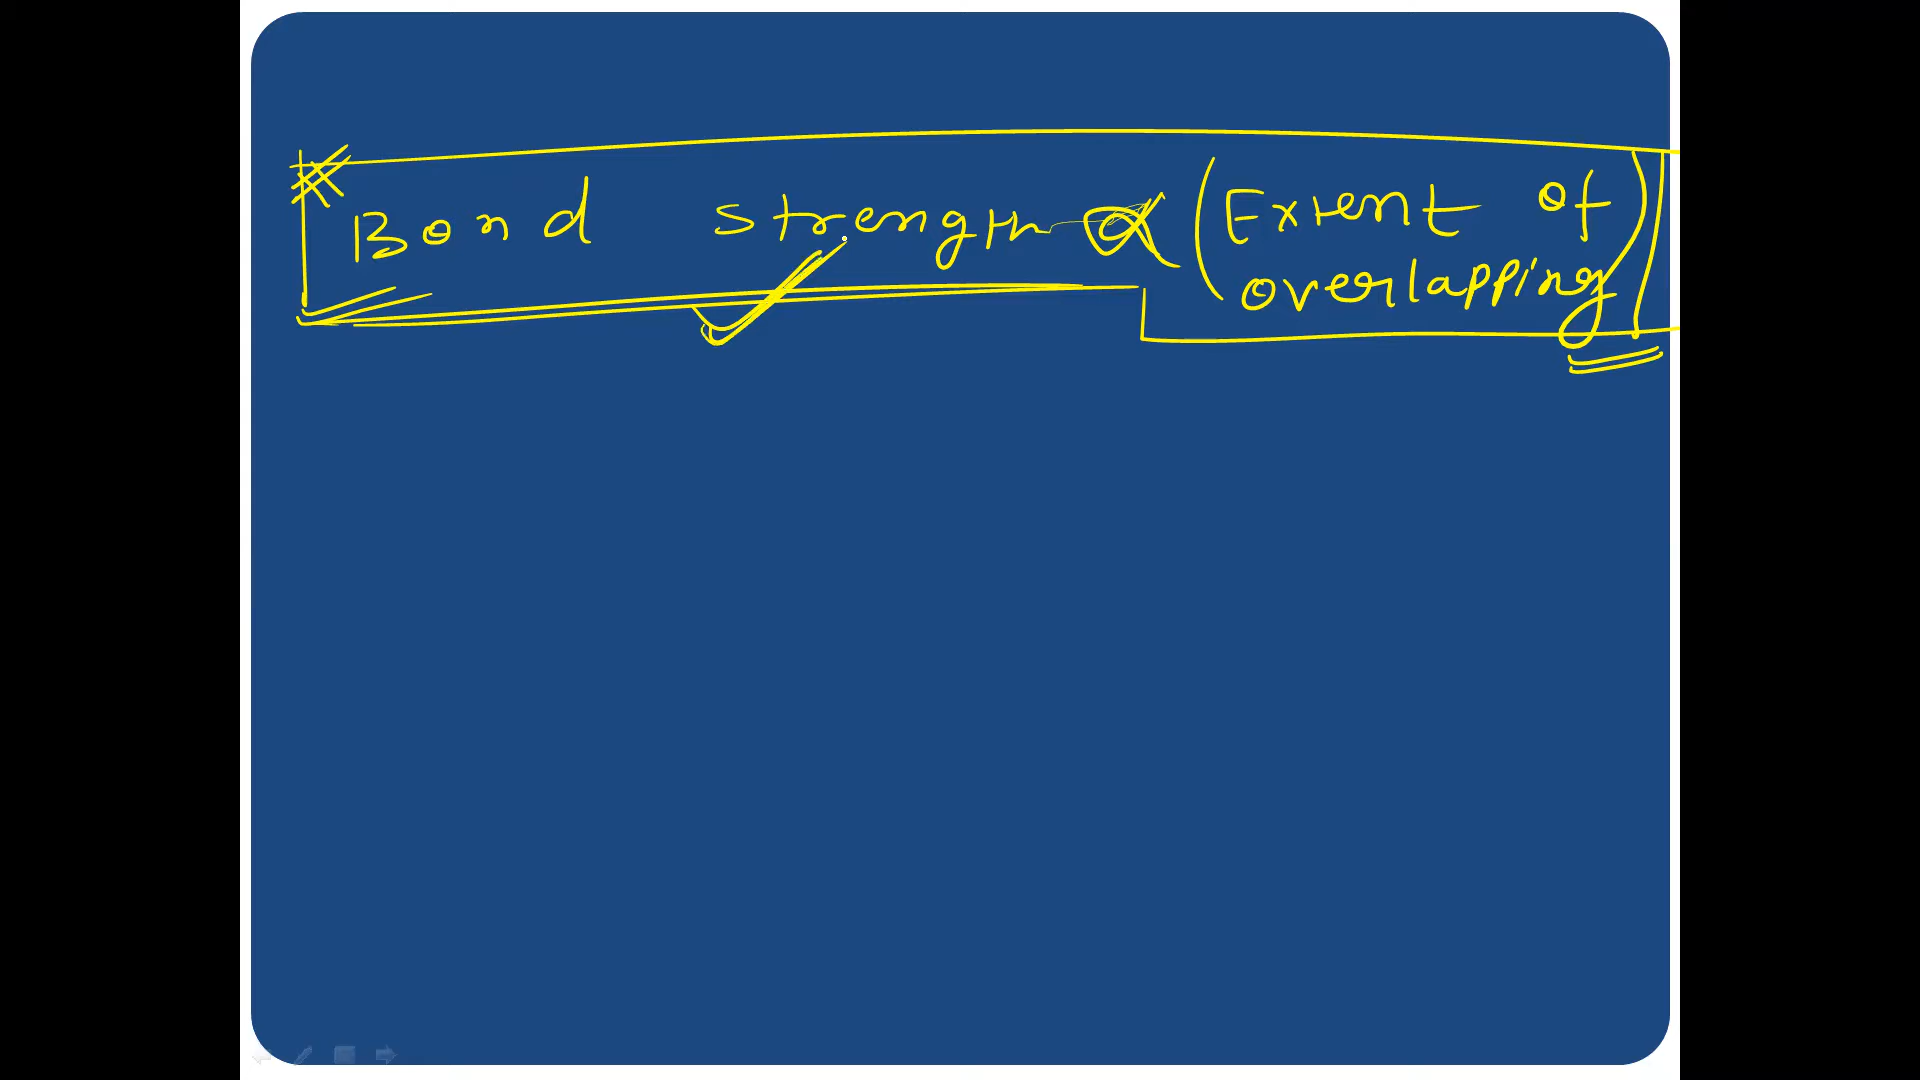 Bond strength ∝ (Extent of
overlapping)